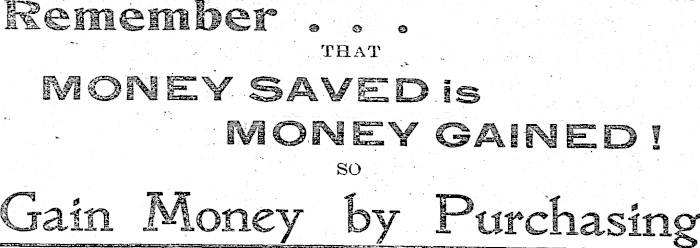 Remember . . .
THAT
MONEY SAVED is
MONEY GAINED!
SO
Gain Money by Purchasing